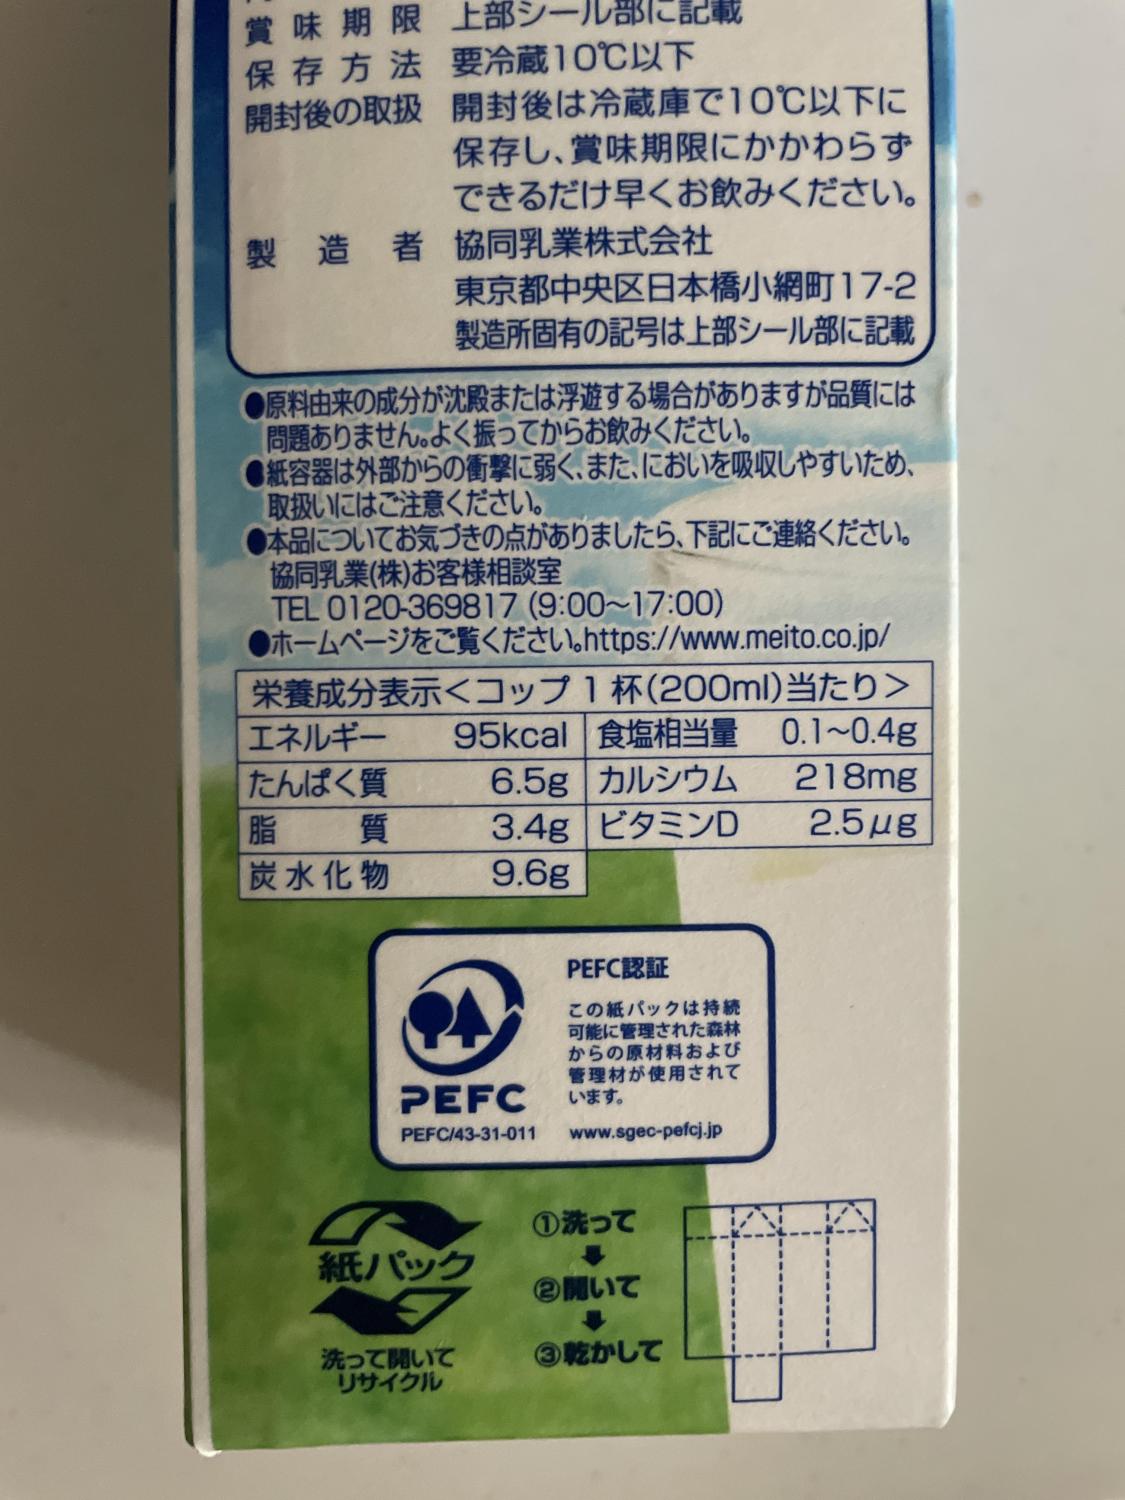 賞味期限 上部シール部に記載
保存方法 要冷蔵10℃以下
開封後の取扱 開封後は冷蔵庫で10℃以下に
保存し、賞味期限にかかわらず
できるだけ早くお飲みください。
製造者 協同乳業株式会社
東京都中央区日本橋小網町17-2
製造所固有の記号は上部シール部に記載
●原料由来の成分が沈殿または浮遊する場合がありますが品質には
問題ありません。よく振ってからお飲みください。
●紙容器は外部からの衝撃に弱く、また、においを吸収しやすいため、
取扱いにはご注意ください。
●本品についてお気づきの点がありましたら、下記にご連絡ください。
協同乳業(株)お客様相談室
TEL 0120-369817 (9:00〜17:00)
●ホームページをご覧ください。https://www.meito.co.jp/
栄養成分表示＜コップ1杯(200ml)当たり＞
エネルギー 95kcal 食塩相当量 0.1〜0.4g
たんぱく質 6.5g カルシウム 218mg
脂質 3.4g ビタミンD 2.5μg
炭水化物 9.6g
PEFC認証
この紙パックは持続
可能に管理された森林
からの原材料および
管理材が使用されて
います。
PEFC
PEFC/43-31-011 www.sgec-pefcj.jp
紙パック
洗って開いて
リサイクル
①洗って
②開いて
③乾かして